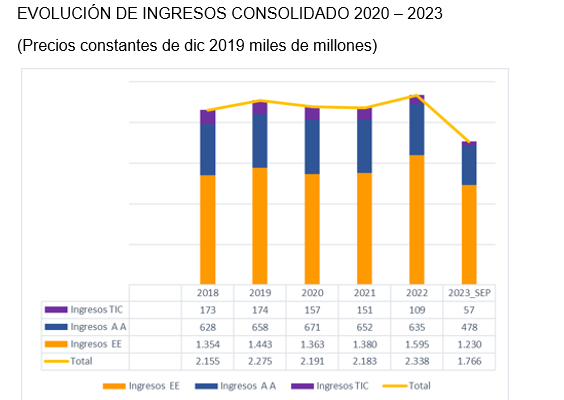 EVOLUCIÓN DE INGRESOS CONSOLIDADO 2020 – 2023
(Precios constantes de dic 2019 miles de millones)
2018 2019 2020 2021 2022 2023_SEP
Ingresos TIC 173 174 157 151 109 57
Ingresos A A 628 658 671 652 635 478
Ingresos EE 1.354 1.443 1.363 1.380 1.595 1.230
Total 2.155 2.275 2.191 2.183 2.338 1.766
Ingresos EE Ingresos A A Ingresos TIC Total